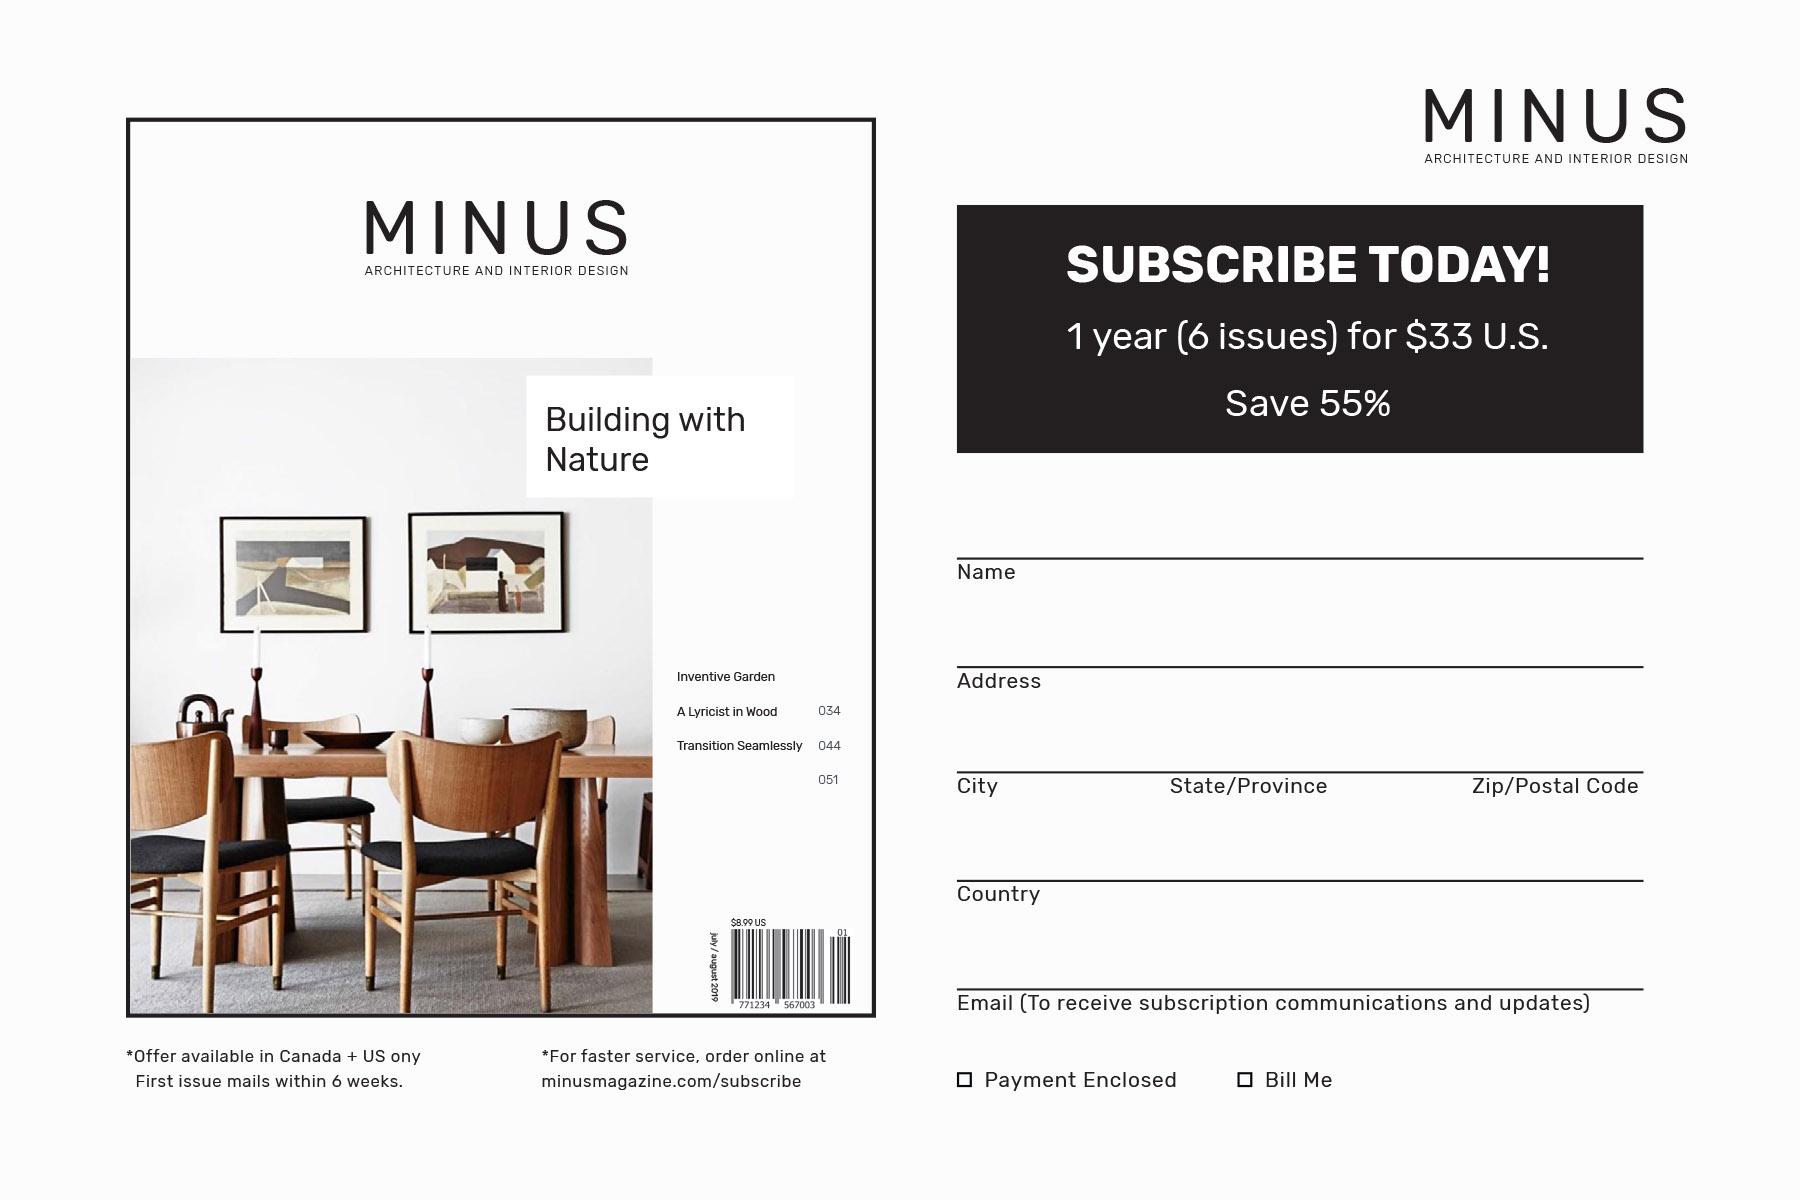 MINUS
ARCHITECTURE AND INTERIOR DESIGN
Building with
Nature
Inventive Garden
A Lyricist in Wood 034
Transition Seamlessly 044
051
$8.99 US
july / august 2019
01
771234 567003
*Offer available in Canada + US ony
First issue mails within 6 weeks.
*For faster service, order online at
minusmagazine.com/subscribe
MINUS
ARCHITECTURE AND INTERIOR DESIGN
SUBSCRIBE TODAY!
1 year (6 issues) for $33 U.S.
Save 55%
Name
Address
City State/Province Zip/Postal Code
Country
Email (To receive subscription communications and updates)
Payment Enclosed Bill Me